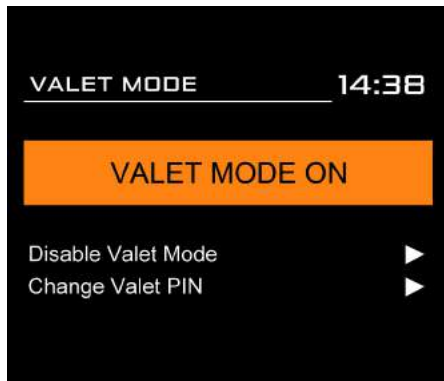 VALET MODE 14:38
VALET MODE ON
Disable Valet Mode
Change Valet PIN